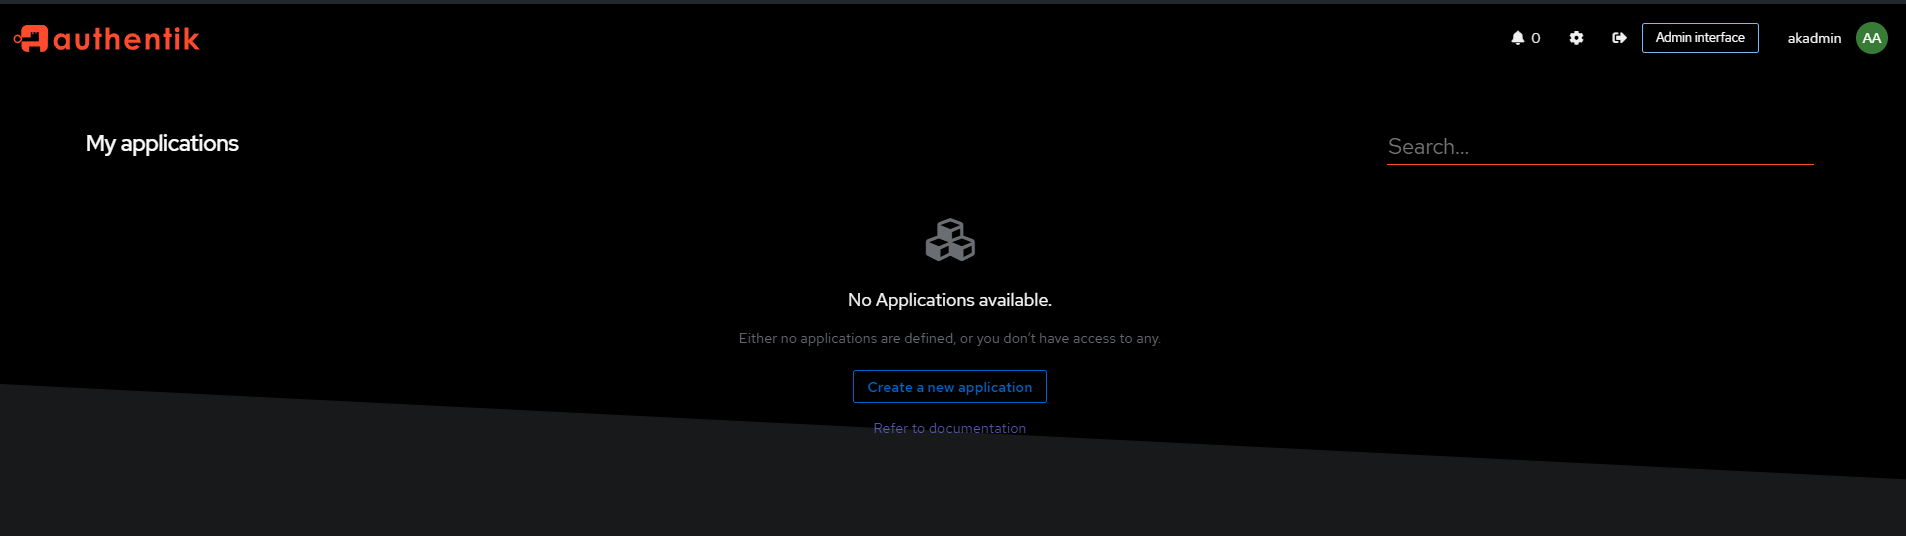 authentik
0
Admin interface
akadmin
AA
My applications
Search...
No Applications available.
Either no applications are defined, or you don't have access to any.
Create a new application
Refer to documentation